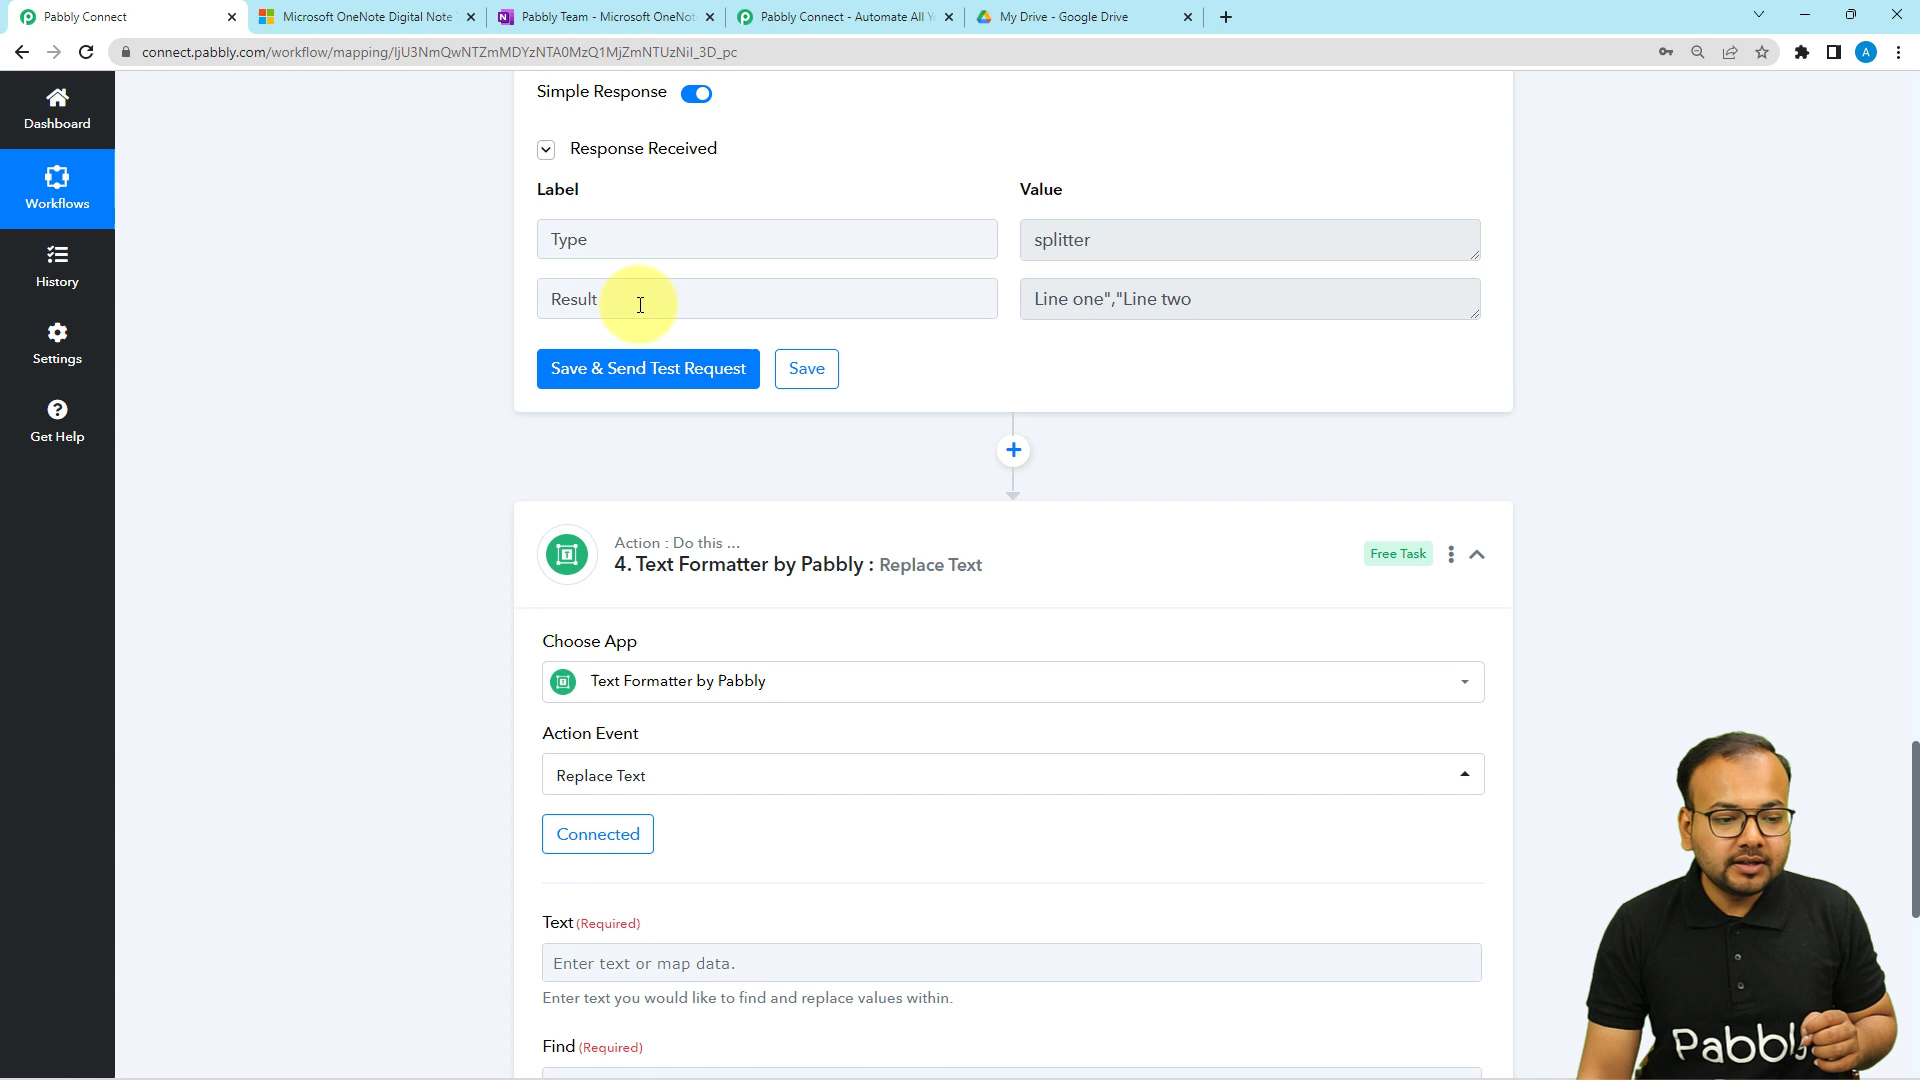 Pabbly Connect
Microsoft OneNote Digital Note
Pabbly Team - Microsoft OneNot
Pabbly Connect - Automate All Y
My Drive - Google Drive
connect.pabbly.com/workflow/mapping/IjU3NmQwNTZmMDYzNTA0MzQ1MjZmNTUzNiI_3D_pc
A
Dashboard
Workflows
History
Settings
Get Help
Simple Response
Response Received
Label Value
Type splitter
Result Line one","Line two
Save & Send Test Request Save
Action : Do this ...
4. Text Formatter by Pabbly : Replace Text
Free Task
Choose App
Text Formatter by Pabbly
Action Event
Replace Text
Connected
Text (Required)
Enter text or map data.
Enter text you would like to find and replace values within.
Find (Required)
Pabbly